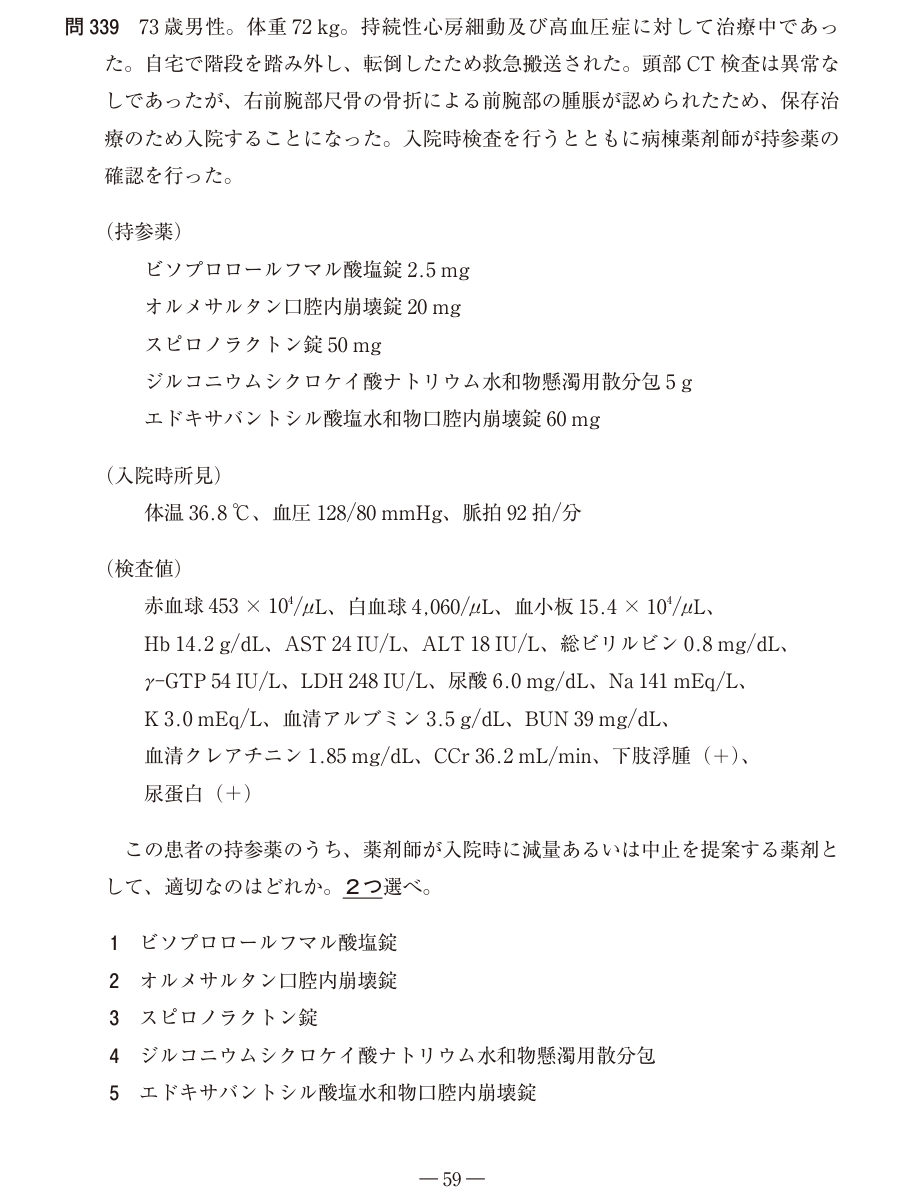 問 339 73 歳男性。体重 72 kg。持続性心房細動及び高血圧症に対して治療中であっ
た。自宅で階段を踏み外し、転倒したため救急搬送された。頭部 CT 検査は異常な
しであったが、右前腕部尺骨の骨折による前腕部の腫脹が認められたため、保存治
療のため入院することになった。入院時検査を行うとともに病棟薬剤師が持参薬の
確認を行った。
（持参薬）
ビソプロロールフマル酸塩錠 2.5 mg
オルメサルタン口腔内崩壊錠 20 mg
スピロノラクトン錠 50 mg
ジルコニウムシクロケイ酸ナトリウム水和物懸濁用散分包 5 g
エドキサバントシル酸塩水和物口腔内崩壊錠 60 mg
（入院時所見）
体温 36.8 ℃、血圧 128/80 mmHg、脈拍 92 拍/分
（検査値）
赤血球 453 × 10⁴/μL、白血球 4,060/μL、血小板 15.4 × 10⁴/μL、
Hb 14.2 g/dL、AST 24 IU/L、ALT 18 IU/L、総ビリルビン 0.8 mg/dL、
γ-GTP 54 IU/L、LDH 248 IU/L、尿酸 6.0 mg/dL、Na 141 mEq/L、
K 3.0 mEq/L、血清アルブミン 3.5 g/dL、BUN 39 mg/dL、
血清クレアチニン 1.85 mg/dL、CCr 36.2 mL/min、下肢浮腫（＋）、
尿蛋白（＋）
この患者の持参薬のうち、薬剤師が入院時に減量あるいは中止を提案する薬剤と
して、適切なのはどれか。２つ選べ。
1 ビソプロロールフマル酸塩錠
2 オルメサルタン口腔内崩壊錠
3 スピロノラクトン錠
4 ジルコニウムシクロケイ酸ナトリウム水和物懸濁用散分包
5 エドキサバントシル酸塩水和物口腔内崩壊錠
― 59 ―